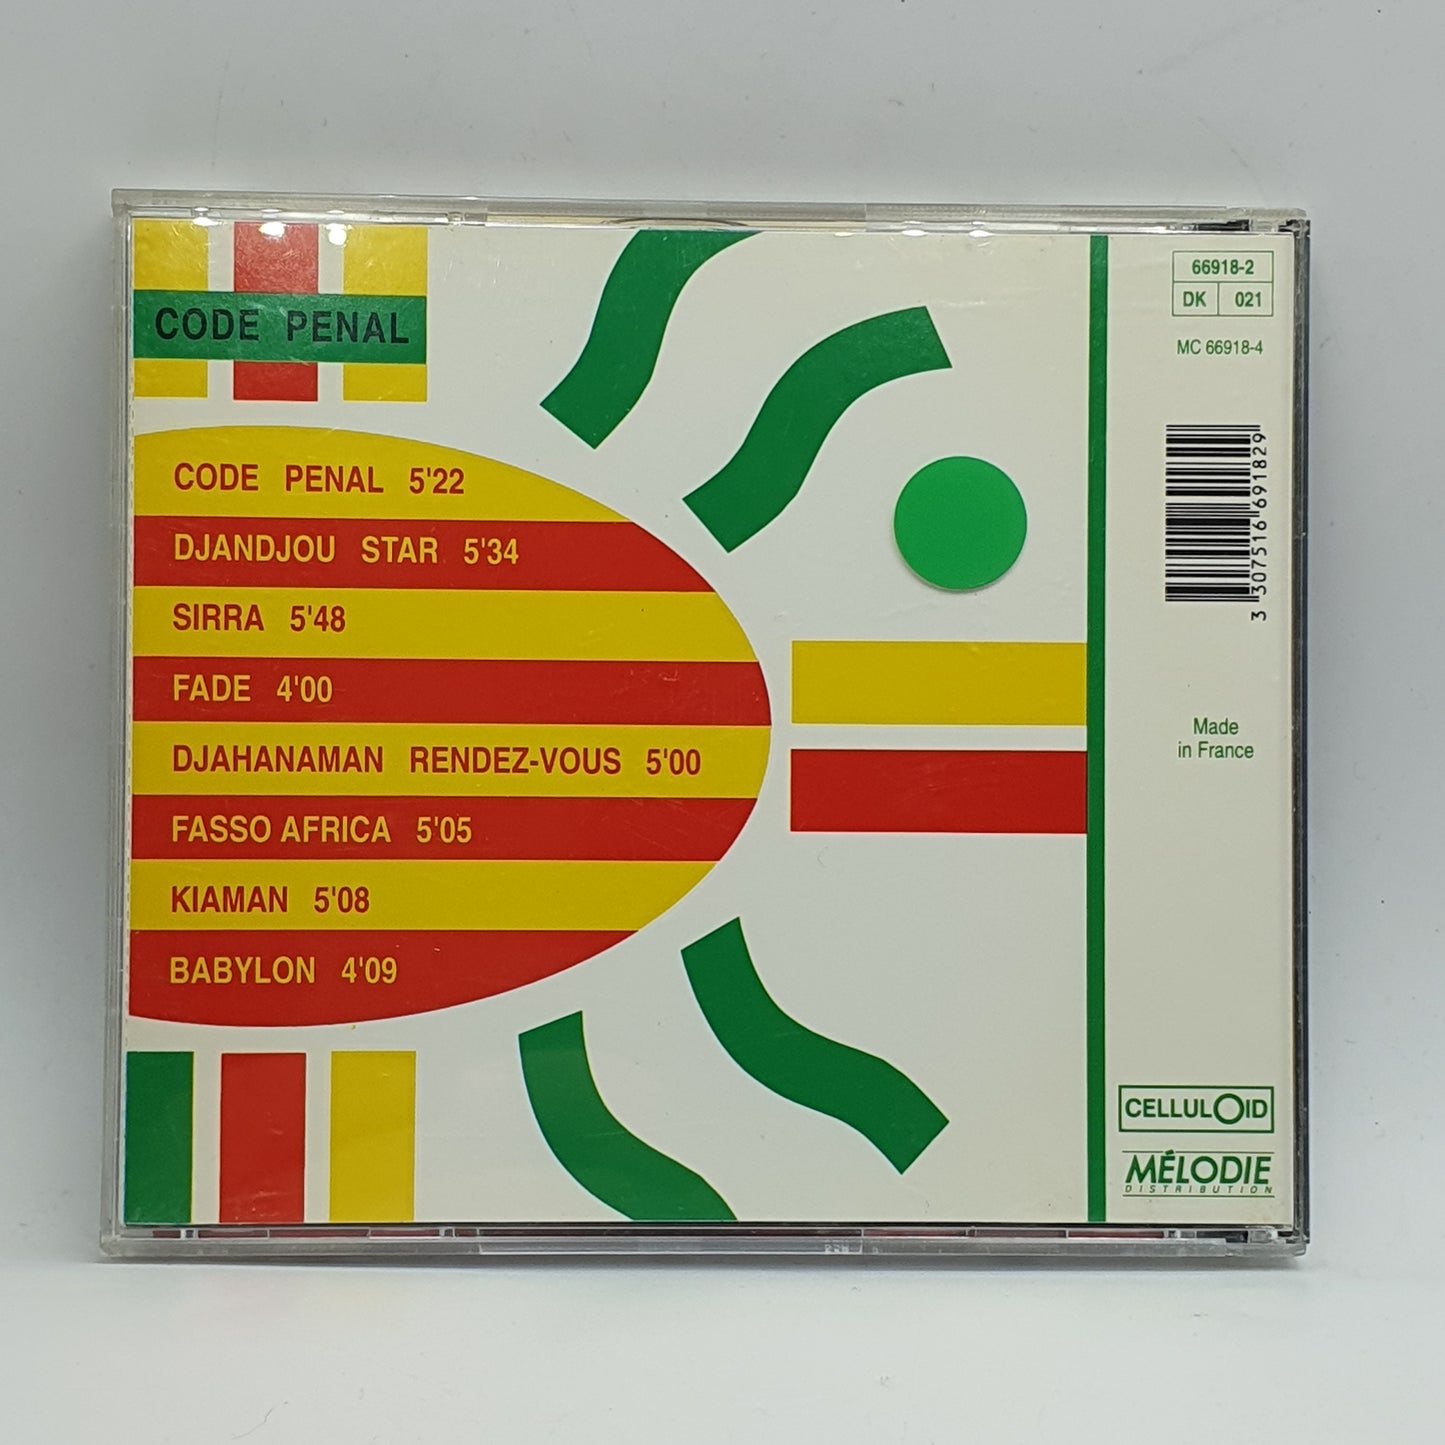 CODE PENAL
CODE PENAL 5'22
DJANDJOU STAR 5'34
SIRRA 5'48
FADE 4'00
DJAHANAMAN RENDEZ-VOUS 5'00
FASSO AFRICA 5'05
KIAMAN 5'08
BABYLON 4'09
66918-2
DK 021
MC 66918-4
3 307516 691829
Made
in France
CELLULOID
MÉLODIE
DISTRIBUTION